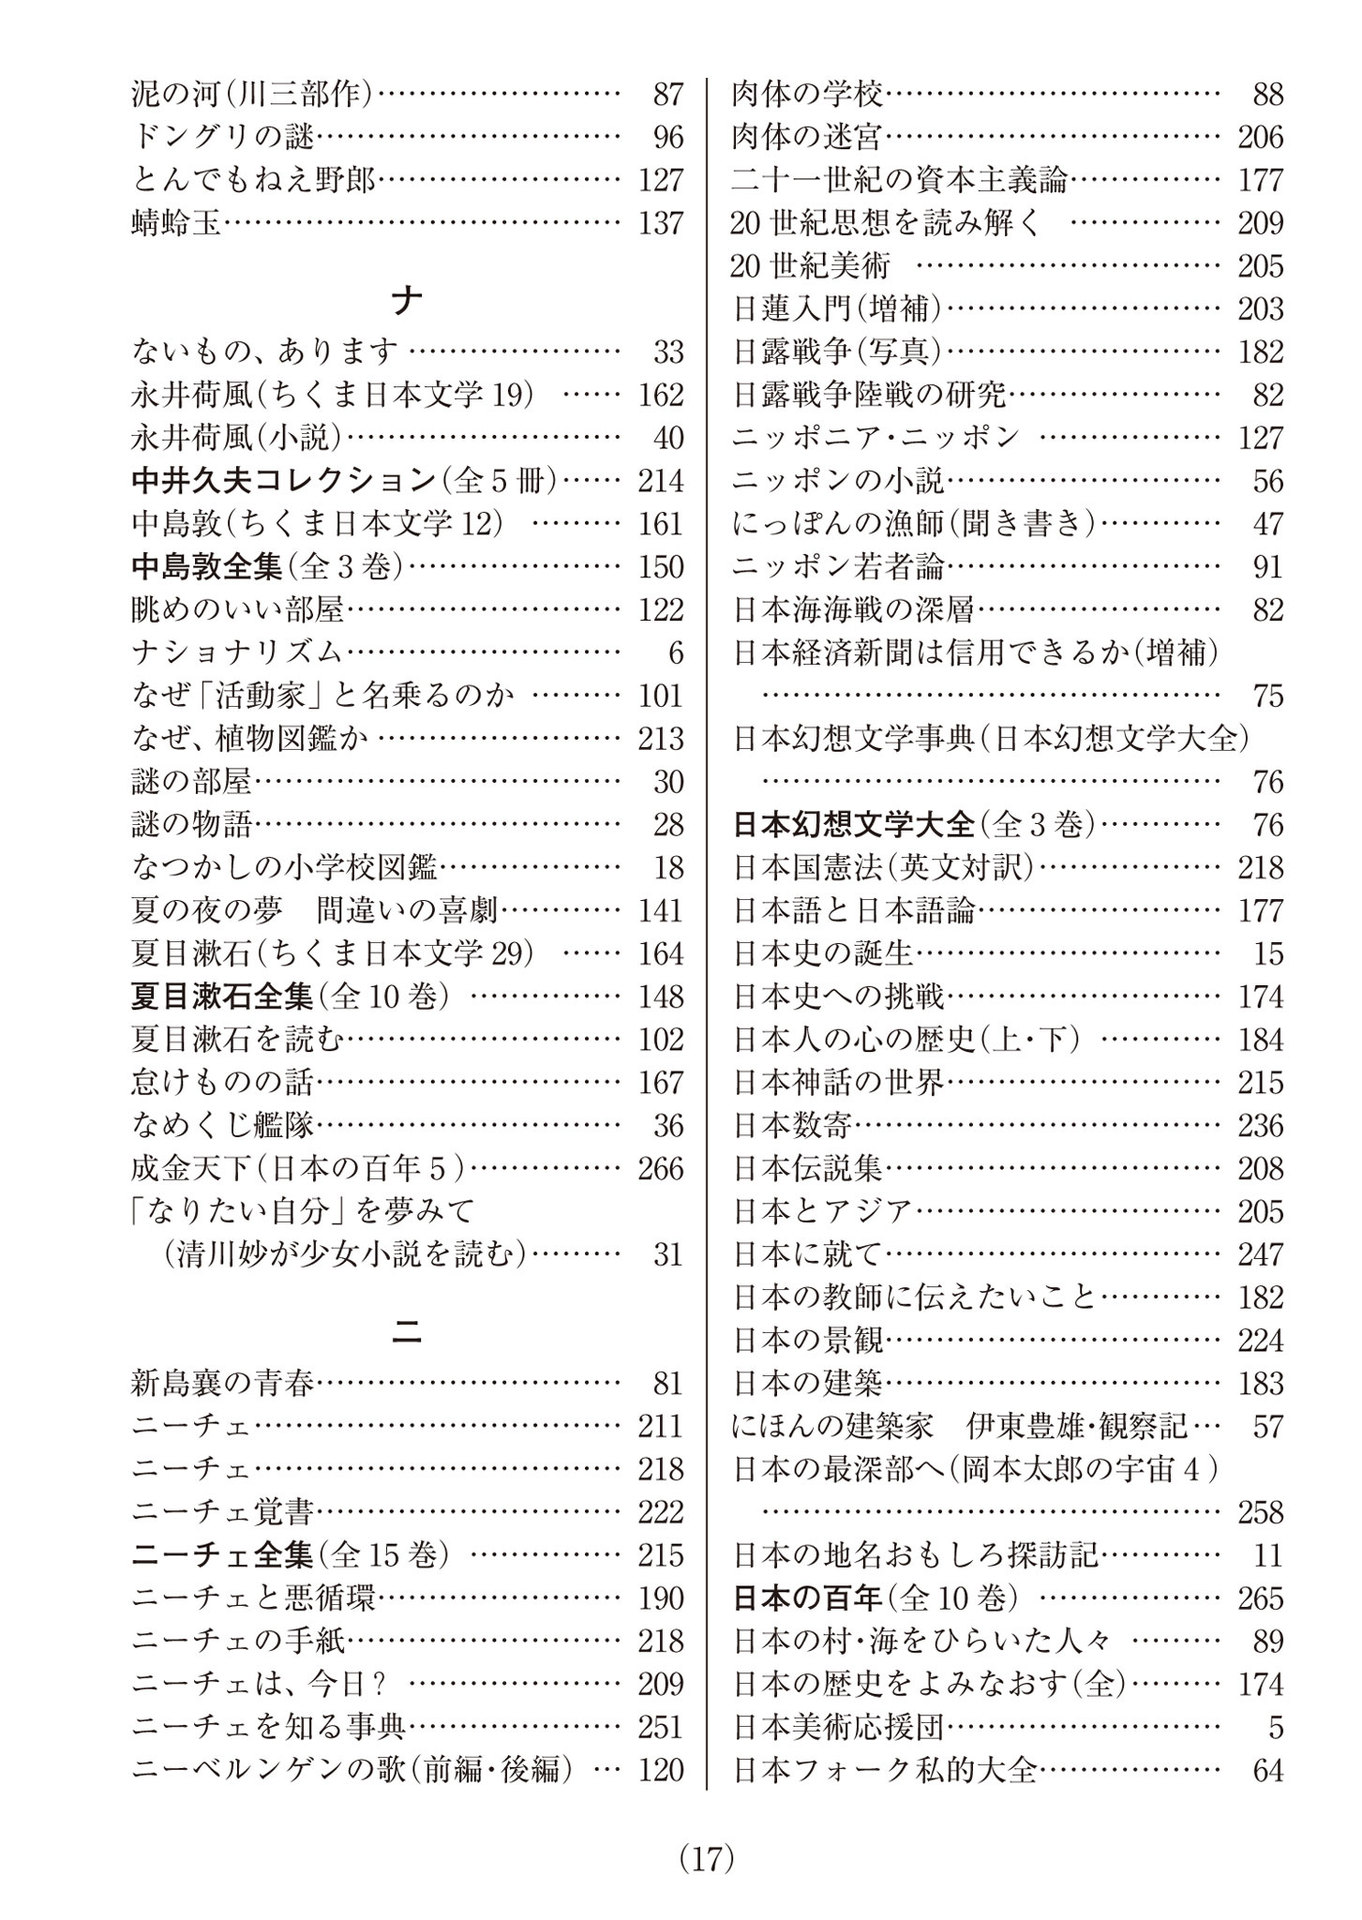 泥の河(川三部作)…………………… 87
ドングリの謎………………………… 96
とんでもねえ野郎…………………… 127
蜻蛉玉………………………………… 137
ナ
ないもの、あります ………………… 33
永井荷風(ちくま日本文学 19) …… 162
永井荷風(小説)……………………… 40
中井久夫コレクション(全 5 冊)…… 214
中島敦(ちくま日本文学 12) ……… 161
中島敦全集(全 3 巻)………………… 150
眺めのいい部屋……………………… 122
ナショナリズム……………………… 6
なぜ「活動家」と名乗るのか ……… 101
なぜ、植物図鑑か …………………… 213
謎の部屋……………………………… 30
謎の物語……………………………… 28
なつかしの小学校図鑑……………… 18
夏の夜の夢　間違いの喜劇………… 141
夏目漱石(ちくま日本文学 29) …… 164
夏目漱石全集(全 10 巻) …………… 148
夏目漱石を読む……………………… 102
怠けものの話………………………… 167
なめくじ艦隊………………………… 36
成金天下(日本の百年 5 )…………… 266
「なりたい自分」を夢みて
(清川妙が少女小説を読む)……… 31
ニ
新島襄の青春………………………… 81
ニーチェ……………………………… 211
ニーチェ……………………………… 218
ニーチェ覚書………………………… 222
ニーチェ全集(全 15 巻) …………… 215
ニーチェと悪循環…………………… 190
ニーチェの手紙……………………… 218
ニーチェは、今日？ ………………… 209
ニーチェを知る事典………………… 251
ニーベルンゲンの歌(前編・後編) … 120
肉体の学校…………………………… 88
肉体の迷宮…………………………… 206
二十一世紀の資本主義論…………… 177
20 世紀思想を読み解く …………… 209
20 世紀美術 ………………………… 205
日蓮入門(増補)……………………… 203
日露戦争(写真)……………………… 182
日露戦争陸戦の研究………………… 82
ニッポニア・ニッポン ……………… 127
ニッポンの小説……………………… 56
にっぽんの漁師(聞き書き)………… 47
ニッポン若者論……………………… 91
日本海海戦の深層…………………… 82
日本経済新聞は信用できるか(増補)
……………………………………… 75
日本幻想文学事典(日本幻想文学大全)
……………………………………… 76
日本幻想文学大全(全 3 巻)………… 76
日本国憲法(英文対訳)……………… 218
日本語と日本語論…………………… 177
日本史の誕生………………………… 15
日本史への挑戦……………………… 174
日本人の心の歴史(上・下) ………… 184
日本神話の世界……………………… 215
日本数寄……………………………… 236
日本伝説集…………………………… 208
日本とアジア………………………… 205
日本に就て…………………………… 247
日本の教師に伝えたいこと………… 182
日本の景観…………………………… 224
日本の建築…………………………… 183
にほんの建築家　伊東豊雄・観察記… 57
日本の最深部へ(岡本太郎の宇宙 4 )
……………………………………… 258
日本の地名おもしろ探訪記………… 11
日本の百年(全 10 巻) ……………… 265
日本の村・海をひらいた人々 ……… 89
日本の歴史をよみなおす(全)……… 174
日本美術応援団……………………… 5
日本フォーク私的大全……………… 64
(17)